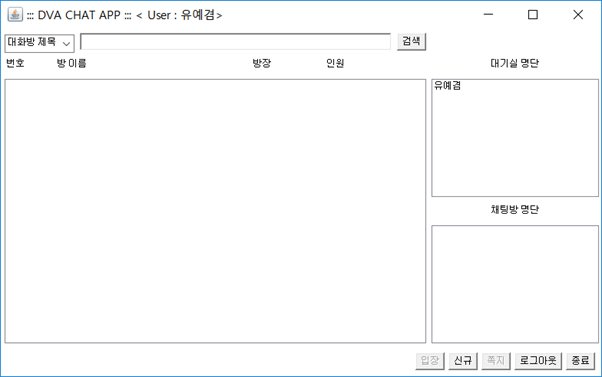 ::: DVA CHAT APP ::: < User : 유예겸>
대화방 제목 검색
번호 방 이름 방장 인원 대기실 명단
유예겸
채팅방 명단
입장 신규 쪽지 로그아웃 종료